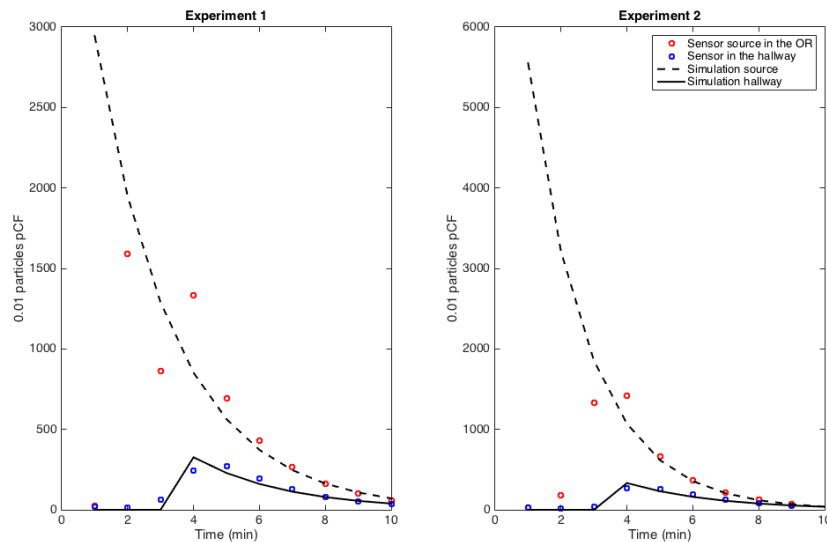 Experiment 1
3000
2500
2000
1500
1000
500
0
0.01 particles pCF
0 2 4 6 8 10
Time (min)
Experiment 2
6000
5000
4000
3000
2000
1000
0
0.01 particles pCF
0 2 4 6 8 10
Time (min)
Sensor source in the OR
Sensor in the hallway
Simulation source
Simulation hallway